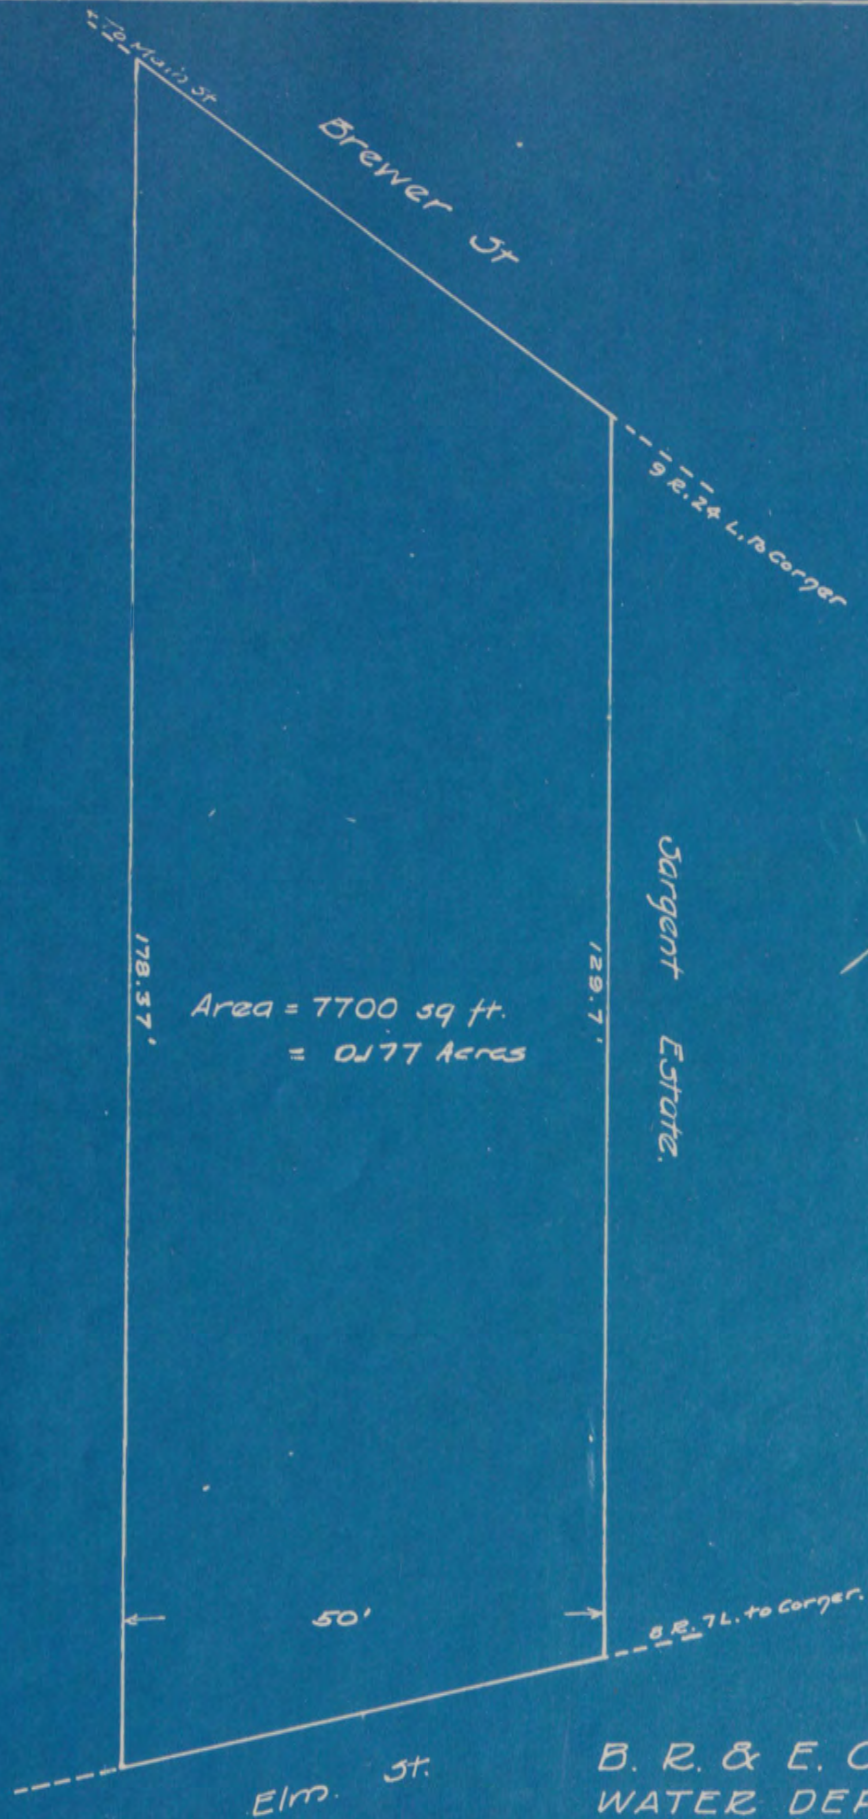 To Main St
Brewer St
9 R. 24 L. to Corner
Sargent Estate.
178.37'
129.7'
Area = 7700 sq ft.
= 0.177 Acres
50'
8 R. 7 L. to Corner.
Elm. St.
B. R. & E. 
WATER